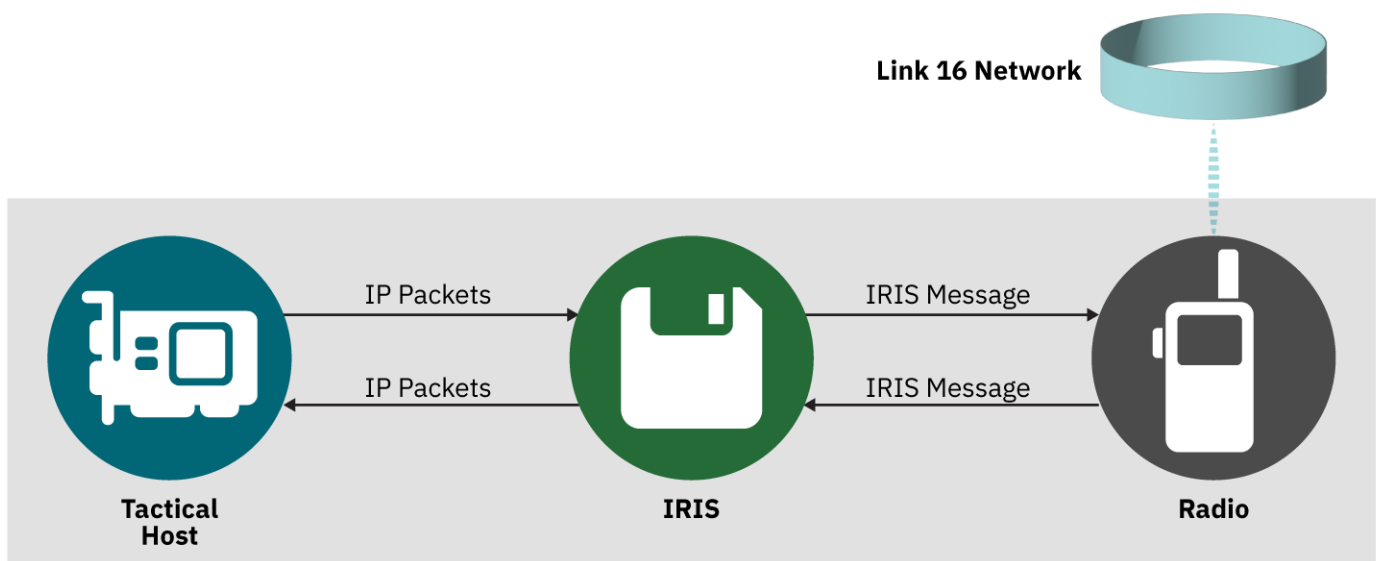 Link 16 Network
IP Packets
IRIS Message
IP Packets
IRIS Message
Tactical
Host
IRIS
Radio